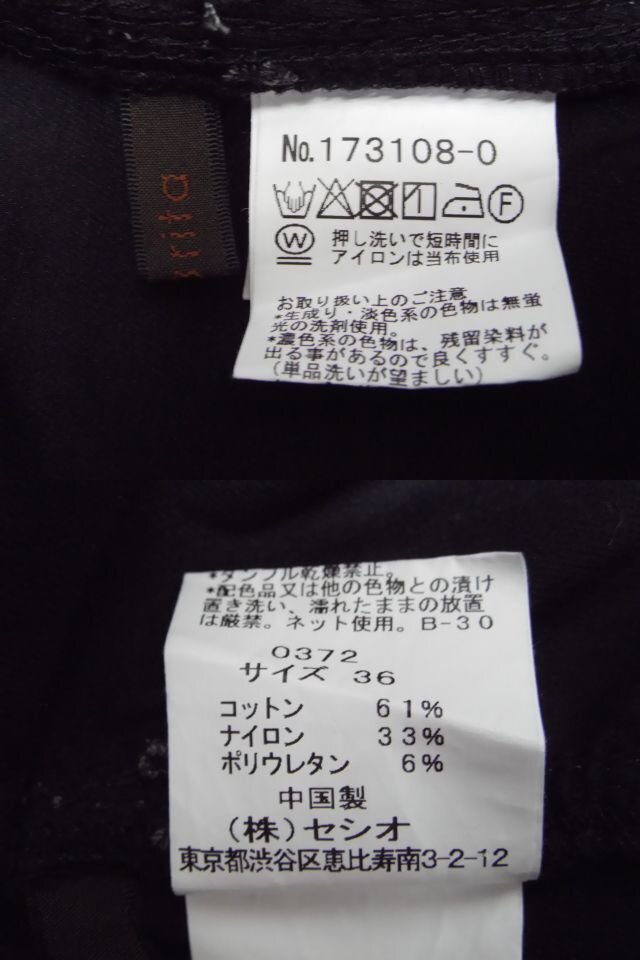 rita
No.173108-0
F
W
押し洗いで短時間に
アイロンは当布使用
お取り扱い上のご注意
*生成り・淡色系の色物は無蛍
光の洗剤使用。
*濃色系の色物は、残留染料が
出る事があるので良くすすぐ。
(単品洗いが望ましい)
*タンブル乾燥禁止。
*配色品又は他の色物との漬け
置き洗い、濡れたままの放置
は厳禁。ネット使用。B-30
0372
サイズ 36
コットン 61%
ナイロン 33%
ポリウレタン 6%
中国製
(株)セシオ
東京都渋谷区恵比寿南3-2-12